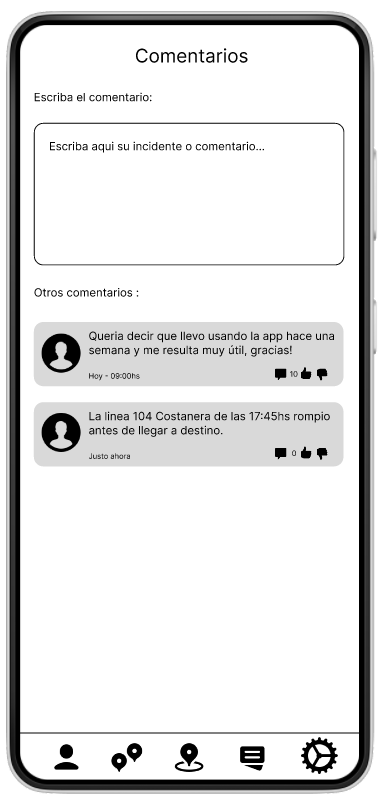 Comentarios
Escriba el comentario:
Escriba aqui su incidente o comentario...
Otros comentarios :
Queria decir que llevo usando la app hace una
semana y me resulta muy útil, gracias!
Hoy - 09:00hs
10
La linea 104 Costanera de las 17:45hs rompio
antes de llegar a destino.
Justo ahora
0